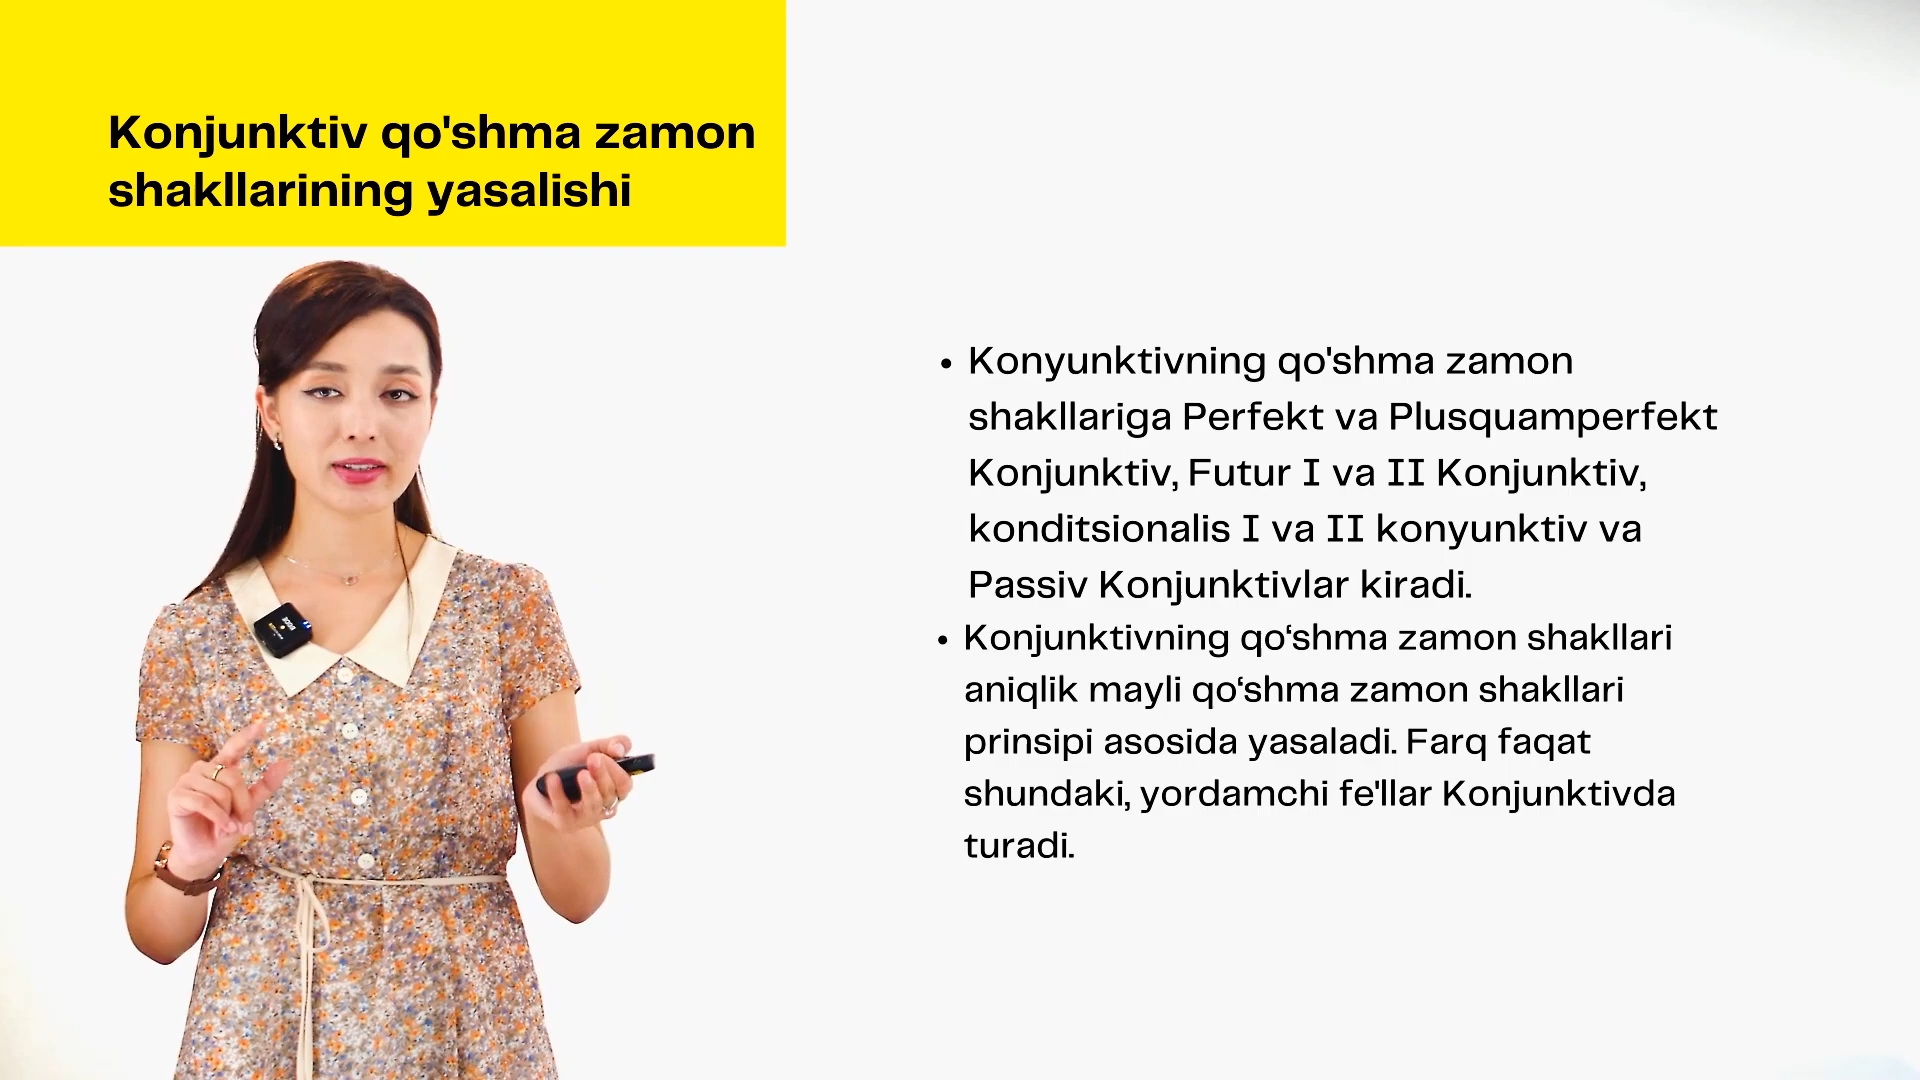 Konjunktiv qo'shma zamon
shakllarining yasalishi
Konyunktivning qo'shma zamon
shakllariga Perfekt va Plusquamperfekt
Konjunktiv, Futur I va II Konjunktiv,
konditsionalis I va II konyunktiv va
Passiv Konjunktivlar kiradi.
Konjunktivning qo‘shma zamon shakllari
aniqlik mayli qo‘shma zamon shakllari
prinsipi asosida yasaladi. Farq faqat
shundaki, yordamchi fe'llar Konjunktivda
turadi.